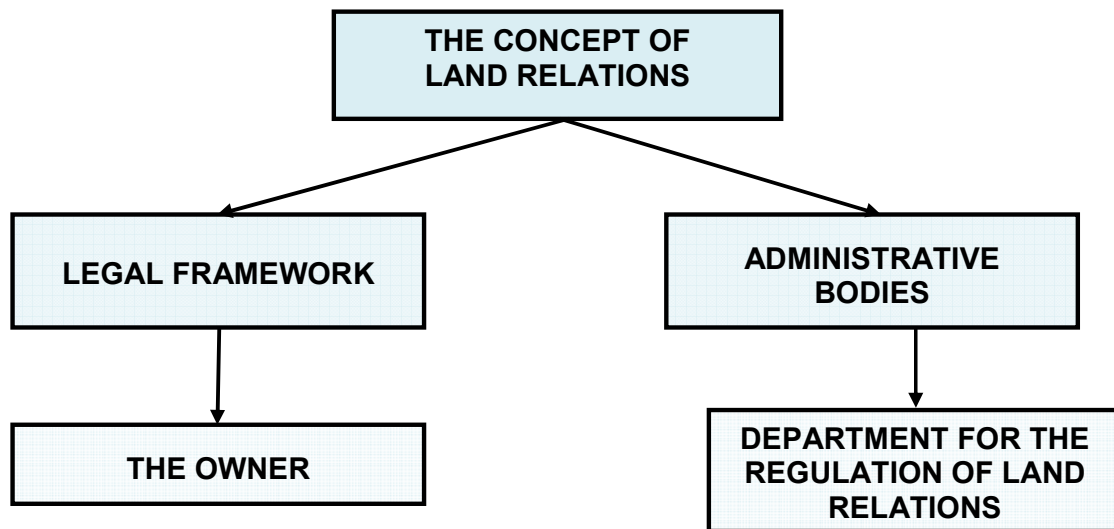 THE CONCEPT OF
LAND RELATIONS
LEGAL FRAMEWORK
ADMINISTRATIVE
BODIES
THE OWNER
DEPARTMENT FOR THE
REGULATION OF LAND
RELATIONS